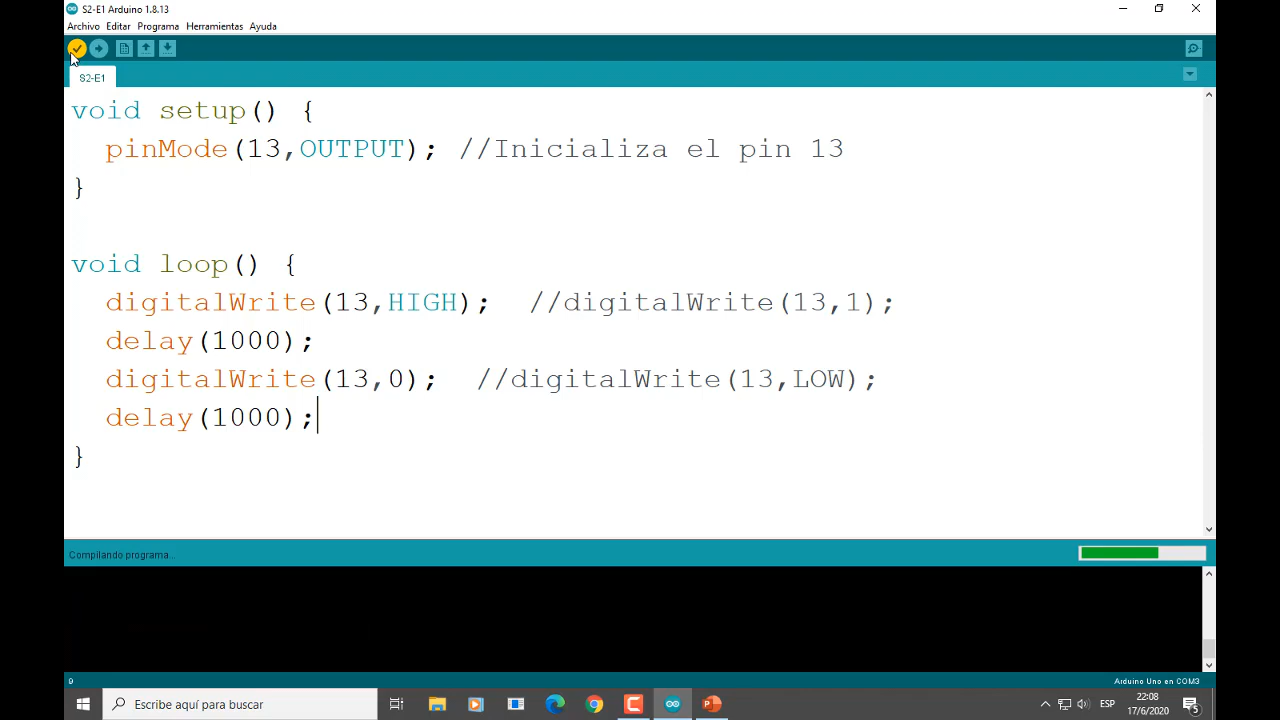 S2-E1 Arduino 1.8.13
Archivo Editar Programa Herramientas Ayuda
S2-E1
void setup() {
pinMode(13,OUTPUT); //Inicializa el pin 13
}
void loop() {
digitalWrite(13,HIGH); //digitalWrite(13,1);
delay(1000);
digitalWrite(13,0); //digitalWrite(13,LOW);
delay(1000);
}
Compilando programa...
9
Arduino Uno en COM3
Escribe aquí para buscar
ESP
22:08
17/6/2020
5